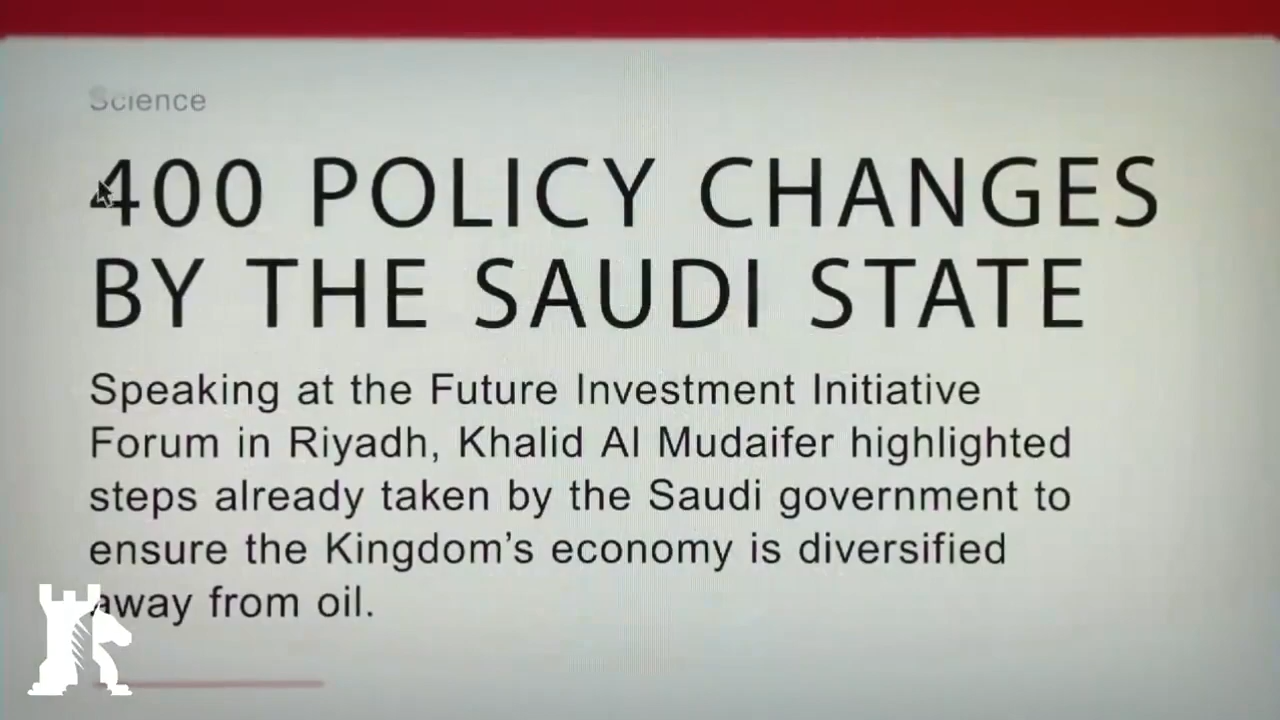 Science
400 POLICY CHANGES
BY THE SAUDI STATE
Speaking at the Future Investment Initiative
Forum in Riyadh, Khalid Al Mudaifer highlighted
steps already taken by the Saudi government to
ensure the Kingdom’s economy is diversified
away from oil.